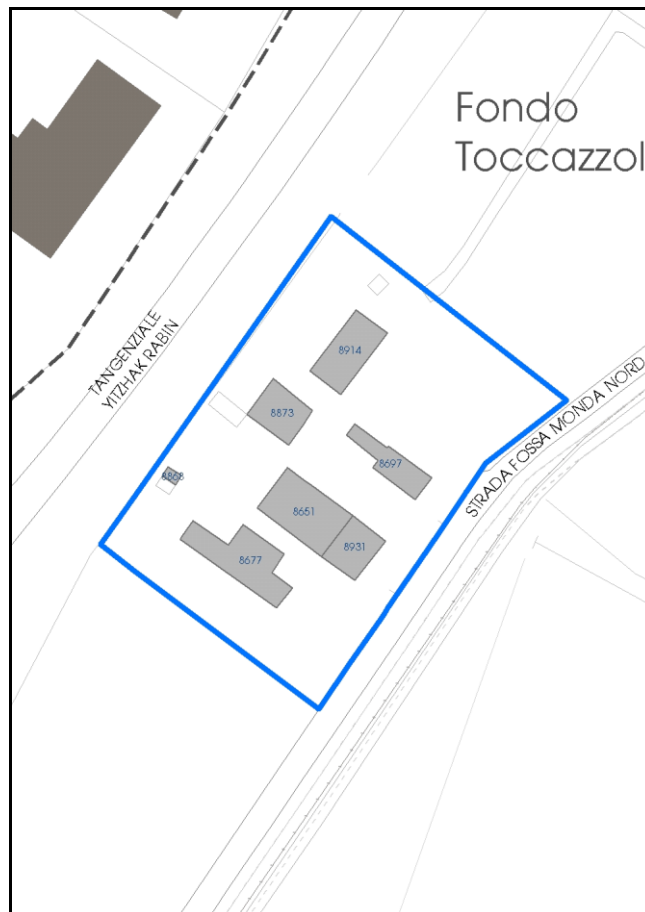 Fondo
Toccazzol
TANGENZIALE
YITZHAK RABIN
8914
8873
8697
8868
8651
8931
8677
STRADA FOSSA MONDA NORD